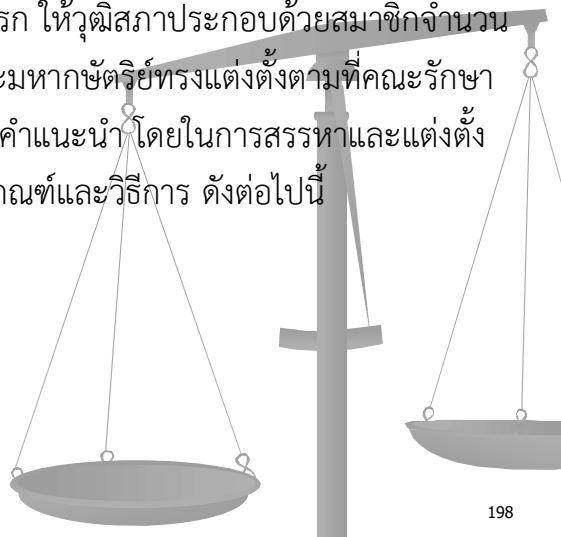 รก ให้วุฒิสภาประกอบด้วยสมาชิกจำนวน
ะมหากษัตริย์ทรงแต่งตั้งตามที่คณะรักษา
คำแนะนำ โดยในการสรรหาและแต่งตั้ง
ณฑ์และวิธีการ ดังต่อไปนี้
198